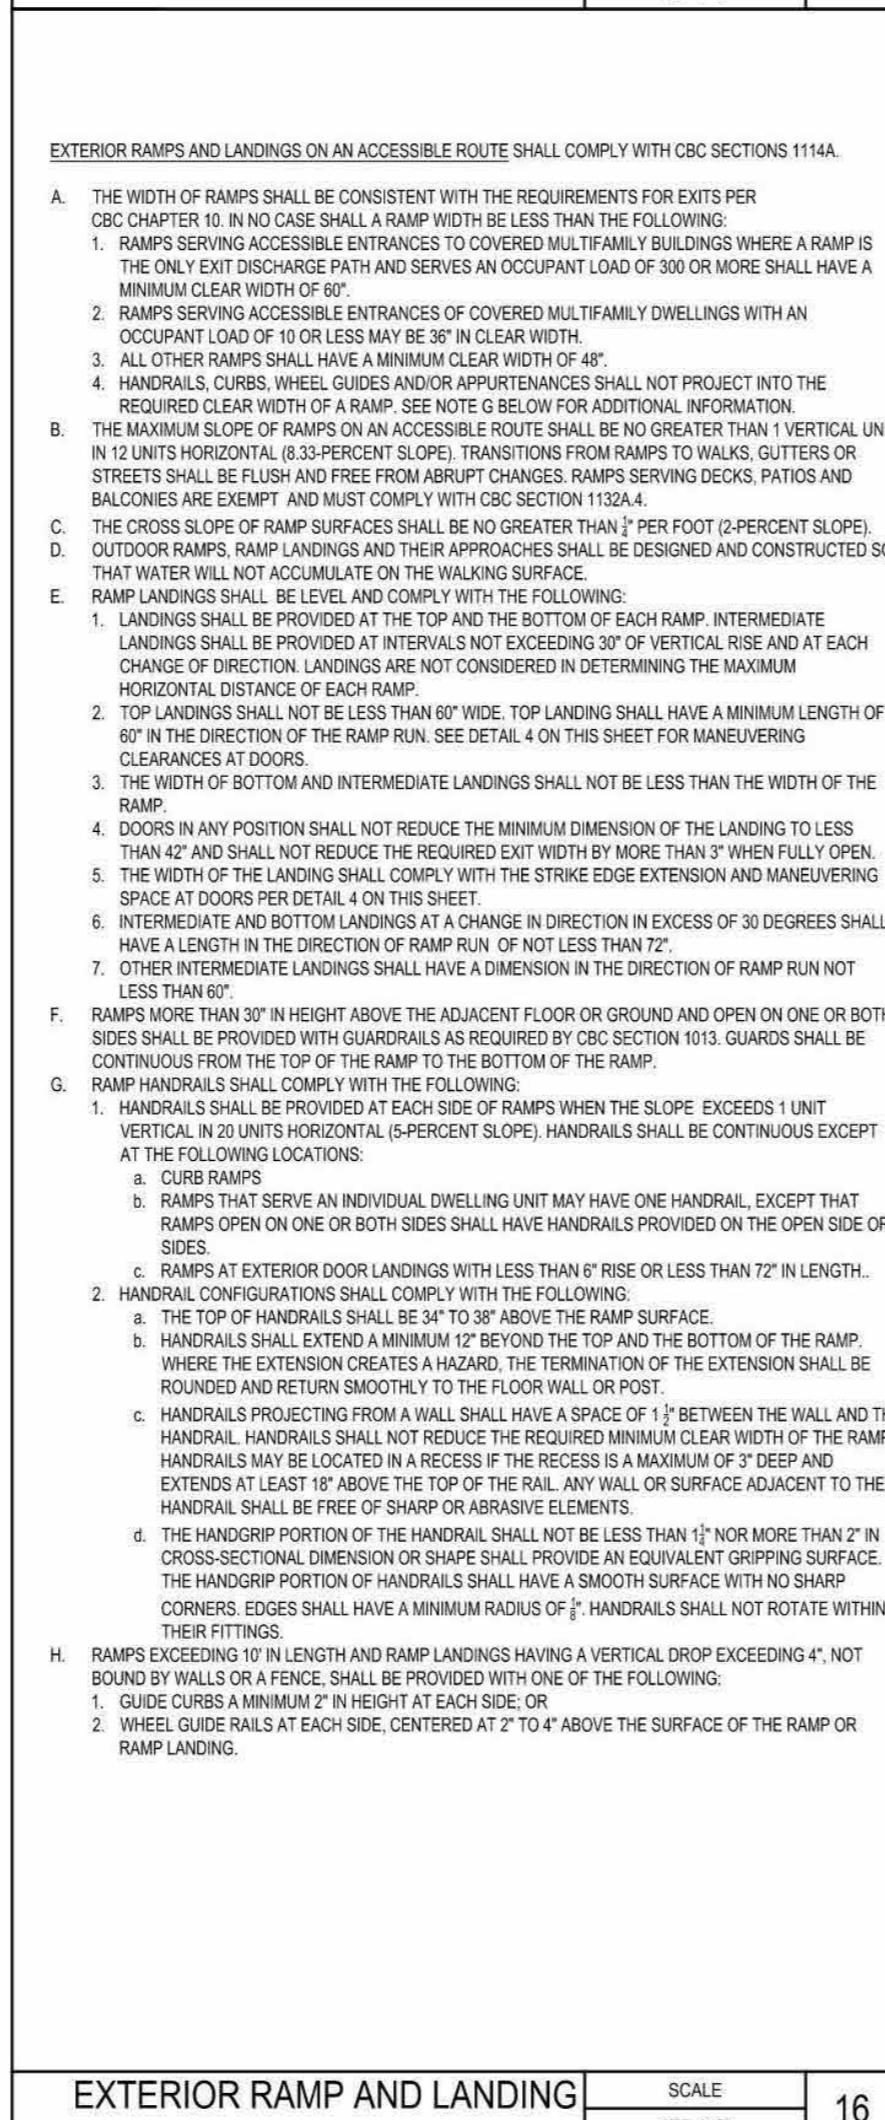 EXTERIOR RAMPS AND LANDINGS ON AN ACCESSIBLE ROUTE SHALL COMPLY WITH CBC SECTIONS 1114A.
A. THE WIDTH OF RAMPS SHALL BE CONSISTENT WITH THE REQUIREMENTS FOR EXITS PER
CBC CHAPTER 10. IN NO CASE SHALL A RAMP WIDTH BE LESS THAN THE FOLLOWING:
1. RAMPS SERVING ACCESSIBLE ENTRANCES TO COVERED MULTIFAMILY BUILDINGS WHERE A RAMP IS
THE ONLY EXIT DISCHARGE PATH AND SERVES AN OCCUPANT LOAD OF 300 OR MORE SHALL HAVE A
MINIMUM CLEAR WIDTH OF 60".
2. RAMPS SERVING ACCESSIBLE ENTRANCES OF COVERED MULTIFAMILY DWELLINGS WITH AN
OCCUPANT LOAD OF 10 OR LESS MAY BE 36" IN CLEAR WIDTH.
3. ALL OTHER RAMPS SHALL HAVE A MINIMUM CLEAR WIDTH OF 48".
4. HANDRAILS, CURBS, WHEEL GUIDES AND/OR APPURTENANCES SHALL NOT PROJECT INTO THE
REQUIRED CLEAR WIDTH OF A RAMP. SEE NOTE G BELOW FOR ADDITIONAL INFORMATION.
B. THE MAXIMUM SLOPE OF RAMPS ON AN ACCESSIBLE ROUTE SHALL BE NO GREATER THAN 1 VERTICAL UN
IN 12 UNITS HORIZONTAL (8.33-PERCENT SLOPE). TRANSITIONS FROM RAMPS TO WALKS, GUTTERS OR
STREETS SHALL BE FLUSH AND FREE FROM ABRUPT CHANGES. RAMPS SERVING DECKS, PATIOS AND
BALCONIES ARE EXEMPT AND MUST COMPLY WITH CBC SECTION 1132A.4.
C. THE CROSS SLOPE OF RAMP SURFACES SHALL BE NO GREATER THAN 1/4" PER FOOT (2-PERCENT SLOPE).
D. OUTDOOR RAMPS, RAMP LANDINGS AND THEIR APPROACHES SHALL BE DESIGNED AND CONSTRUCTED SO
THAT WATER WILL NOT ACCUMULATE ON THE WALKING SURFACE.
E. RAMP LANDINGS SHALL BE LEVEL AND COMPLY WITH THE FOLLOWING:
1. LANDINGS SHALL BE PROVIDED AT THE TOP AND THE BOTTOM OF EACH RAMP. INTERMEDIATE
LANDINGS SHALL BE PROVIDED AT INTERVALS NOT EXCEEDING 30" OF VERTICAL RISE AND AT EACH
CHANGE OF DIRECTION. LANDINGS ARE NOT CONSIDERED IN DETERMINING THE MAXIMUM
HORIZONTAL DISTANCE OF EACH RAMP.
2. TOP LANDINGS SHALL NOT BE LESS THAN 60" WIDE. TOP LANDING SHALL HAVE A MINIMUM LENGTH OF
60" IN THE DIRECTION OF THE RAMP RUN. SEE DETAIL 4 ON THIS SHEET FOR MANEUVERING
CLEARANCES AT DOORS.
3. THE WIDTH OF BOTTOM AND INTERMEDIATE LANDINGS SHALL NOT BE LESS THAN THE WIDTH OF THE
RAMP.
4. DOORS IN ANY POSITION SHALL NOT REDUCE THE MINIMUM DIMENSION OF THE LANDING TO LESS
THAN 42" AND SHALL NOT REDUCE THE REQUIRED EXIT WIDTH BY MORE THAN 3" WHEN FULLY OPEN.
5. THE WIDTH OF THE LANDING SHALL COMPLY WITH THE STRIKE EDGE EXTENSION AND MANEUVERING
SPACE AT DOORS PER DETAIL 4 ON THIS SHEET.
6. INTERMEDIATE AND BOTTOM LANDINGS AT A CHANGE IN DIRECTION IN EXCESS OF 30 DEGREES SHALL
HAVE A LENGTH IN THE DIRECTION OF RAMP RUN OF NOT LESS THAN 72".
7. OTHER INTERMEDIATE LANDINGS SHALL HAVE A DIMENSION IN THE DIRECTION OF RAMP RUN NOT
LESS THAN 60".
F. RAMPS MORE THAN 30" IN HEIGHT ABOVE THE ADJACENT FLOOR OR GROUND AND OPEN ON ONE OR BOTH
SIDES SHALL BE PROVIDED WITH GUARDRAILS AS REQUIRED BY CBC SECTION 1013. GUARDS SHALL BE
CONTINUOUS FROM THE TOP OF THE RAMP TO THE BOTTOM OF THE RAMP.
G. RAMP HANDRAILS SHALL COMPLY WITH THE FOLLOWING:
1. HANDRAILS SHALL BE PROVIDED AT EACH SIDE OF RAMPS WHEN THE SLOPE EXCEEDS 1 UNIT
VERTICAL IN 20 UNITS HORIZONTAL (5-PERCENT SLOPE). HANDRAILS SHALL BE CONTINUOUS EXCEPT
AT THE FOLLOWING LOCATIONS:
a. CURB RAMPS
b. RAMPS THAT SERVE AN INDIVIDUAL DWELLING UNIT MAY HAVE ONE HANDRAIL, EXCEPT THAT
RAMPS OPEN ON ONE OR BOTH SIDES SHALL HAVE HANDRAILS PROVIDED ON THE OPEN SIDE OR
SIDES.
c. RAMPS AT EXTERIOR DOOR LANDINGS WITH LESS THAN 6" RISE OR LESS THAN 72" IN LENGTH..
2. HANDRAIL CONFIGURATIONS SHALL COMPLY WITH THE FOLLOWING:
a. THE TOP OF HANDRAILS SHALL BE 34" TO 38" ABOVE THE RAMP SURFACE.
b. HANDRAILS SHALL EXTEND A MINIMUM 12" BEYOND THE TOP AND THE BOTTOM OF THE RAMP.
WHERE THE EXTENSION CREATES A HAZARD, THE TERMINATION OF THE EXTENSION SHALL BE
ROUNDED AND RETURN SMOOTHLY TO THE FLOOR WALL OR POST.
c. HANDRAILS PROJECTING FROM A WALL SHALL HAVE A SPACE OF 1 1/2" BETWEEN THE WALL AND TH
HANDRAIL. HANDRAILS SHALL NOT REDUCE THE REQUIRED MINIMUM CLEAR WIDTH OF THE RAMP
HANDRAILS MAY BE LOCATED IN A RECESS IF THE RECESS IS A MAXIMUM OF 3" DEEP AND
EXTENDS AT LEAST 18" ABOVE THE TOP OF THE RAIL. ANY WALL OR SURFACE ADJACENT TO THE
HANDRAIL SHALL BE FREE OF SHARP OR ABRASIVE ELEMENTS.
d. THE HANDGRIP PORTION OF THE HANDRAIL SHALL NOT BE LESS THAN 1 1/4" NOR MORE THAN 2" IN
CROSS-SECTIONAL DIMENSION OR SHAPE SHALL PROVIDE AN EQUIVALENT GRIPPING SURFACE.
THE HANDGRIP PORTION OF HANDRAILS SHALL HAVE A SMOOTH SURFACE WITH NO SHARP
CORNERS. EDGES SHALL HAVE A MINIMUM RADIUS OF 1/8". HANDRAILS SHALL NOT ROTATE WITHIN
THEIR FITTINGS.
H. RAMPS EXCEEDING 10' IN LENGTH AND RAMP LANDINGS HAVING A VERTICAL DROP EXCEEDING 4", NOT
BOUND BY WALLS OR A FENCE, SHALL BE PROVIDED WITH ONE OF THE FOLLOWING:
1. GUIDE CURBS A MINIMUM 2" IN HEIGHT AT EACH SIDE; OR
2. WHEEL GUIDE RAILS AT EACH SIDE, CENTERED AT 2" TO 4" ABOVE THE SURFACE OF THE RAMP OR
RAMP LANDING.
EXTERIOR RAMP AND LANDING
SCALE
16